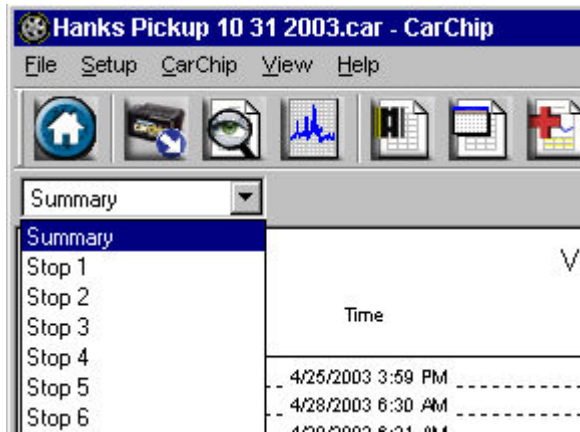 Hanks Pickup 10 31 2003.car - CarChip
File Setup CarChip View Help
Summary
Summary
Stop 1
V
Stop 2
Time
Stop 3
Stop 4
4/25/2003 3:59 PM
Stop 5
4/28/2003 6:30 AM
Stop 6